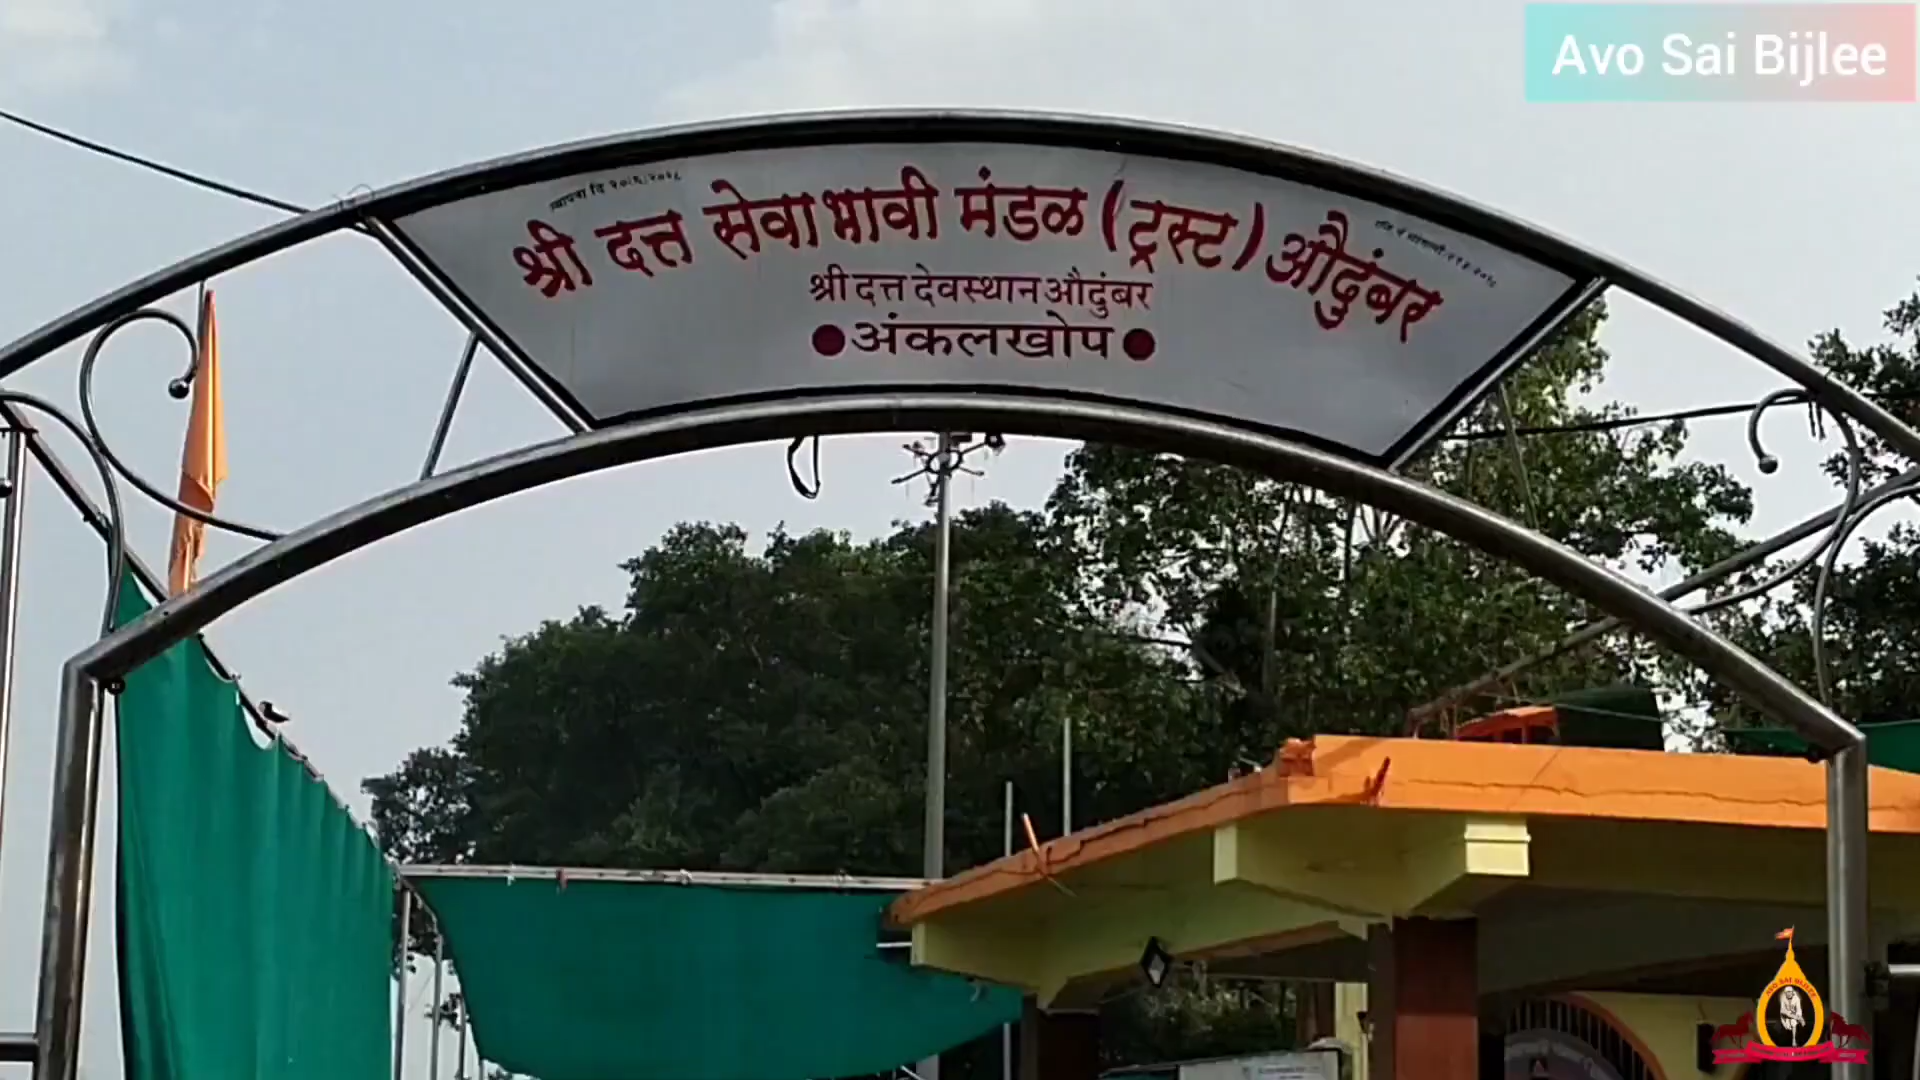 Avo Sai Bijlee
श्री दत्त सेवाभावी मंडळ (ट्रस्ट) औदुंबर
श्री दत्त देवस्थान औदुंबर
अंकलखोप